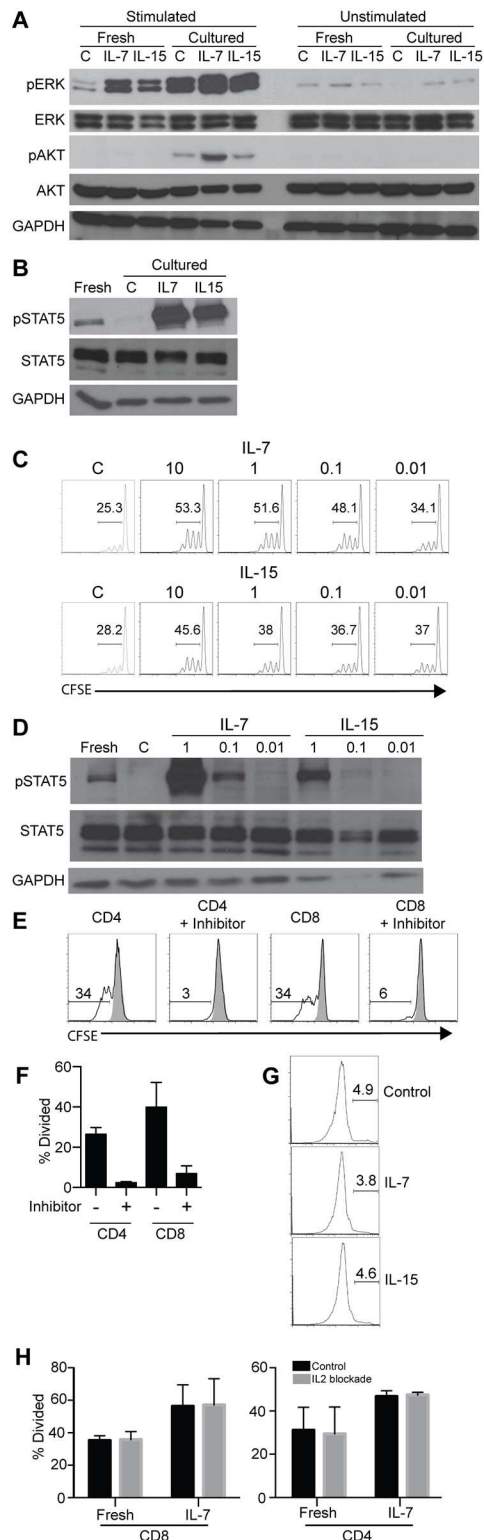 A
Stimulated Unstimulated
Fresh Cultured Fresh Cultured
C IL-7 IL-15 C IL-7 IL-15 C IL-7 IL-15 C IL-7 IL-15
pERK
ERK
pAKT
AKT
GAPDH
B
Cultured
Fresh C IL7 IL15
pSTAT5
STAT5
GAPDH
C
IL-7
C 10 1 0.1 0.01
25.3 53.3 51.6 48.1 34.1
IL-15
C 10 1 0.1 0.01
28.2 45.6 38 36.7 37
CFSE
D
IL-7 IL-15
Fresh C 1 0.1 0.01 1 0.1 0.01
pSTAT5
STAT5
GAPDH
E
CD4 CD4 + Inhibitor CD8 CD8 + Inhibitor
34 3 34 6
CFSE
F
% Divided
60
40
20
0
Inhibitor - + - +
CD4 CD8
G
4.9 Control
3.8 IL-7
4.6 IL-15
H
% Divided
80
60
40
20
0
Fresh IL-7
CD8
60
40
20
0
Control
IL2 blockade
Fresh IL-7
CD4